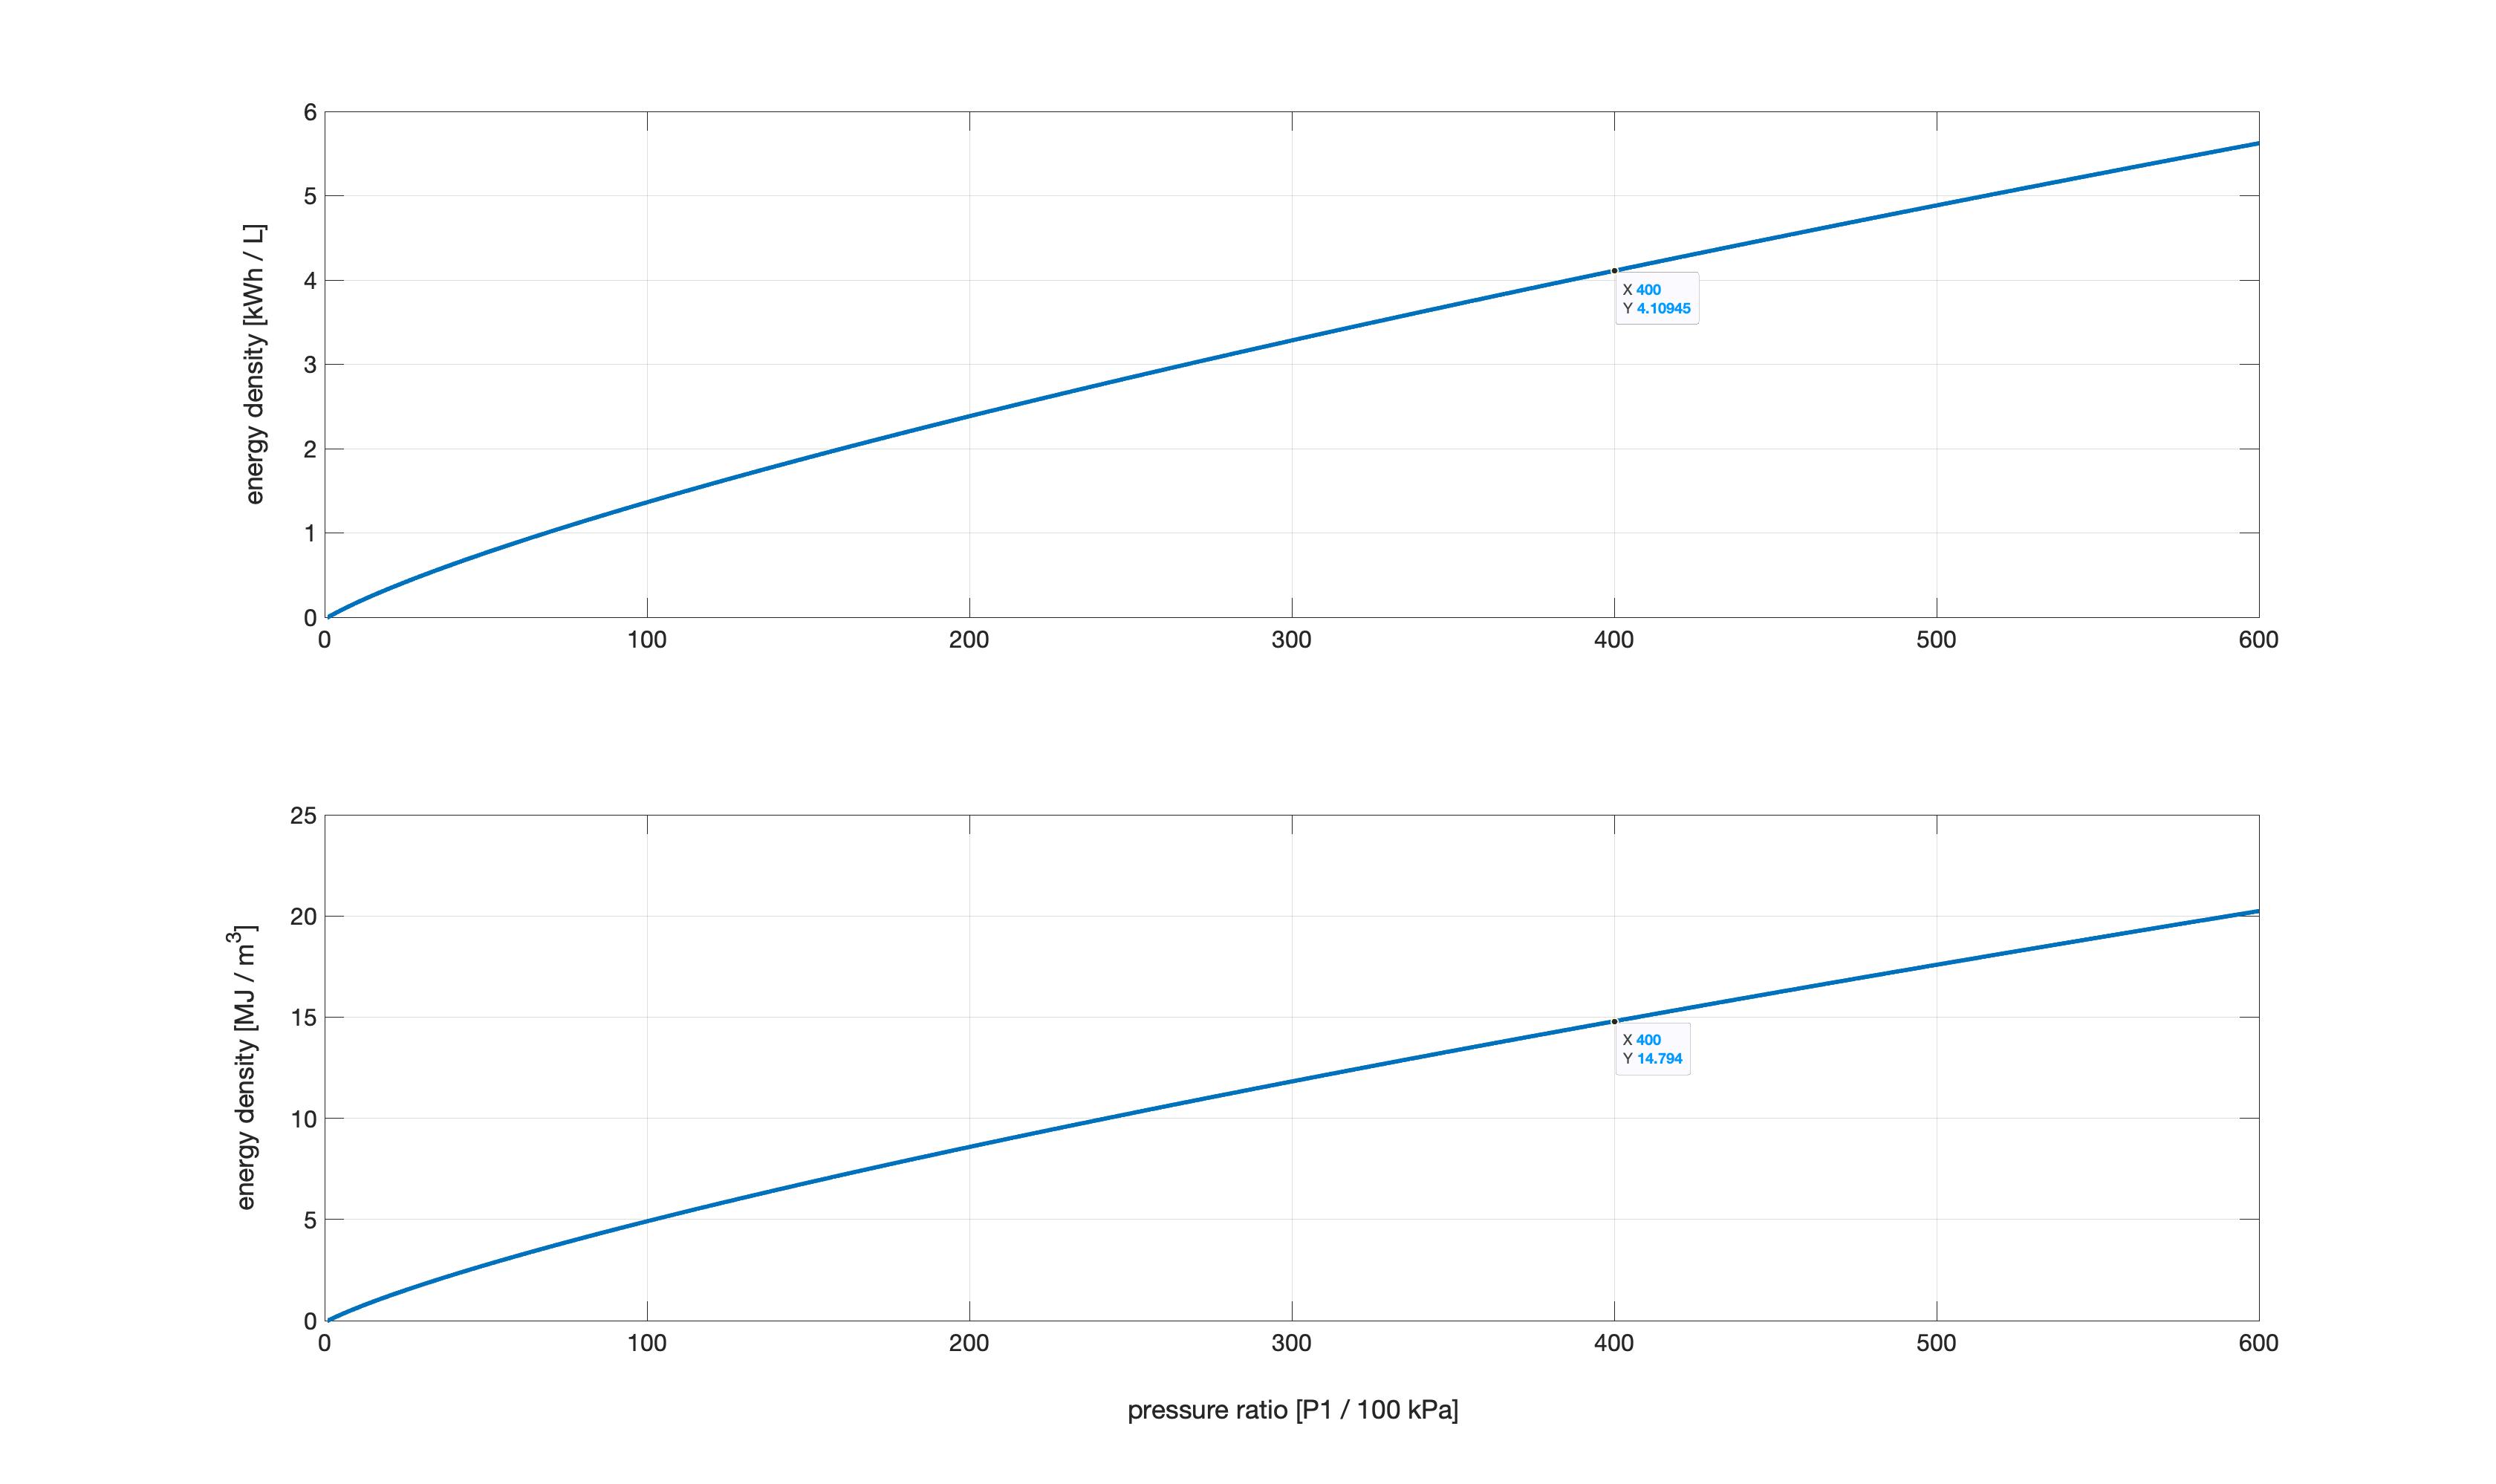 6
5
4
3
2
1
0
energy density [kWh / L]
X 400
Y 4.10945
0 100 200 300 400 500 600
25
20
15
10
5
0
energy density [MJ / m³]
X 400
Y 14.794
0 100 200 300 400 500 600
pressure ratio [P1 / 100 kPa]